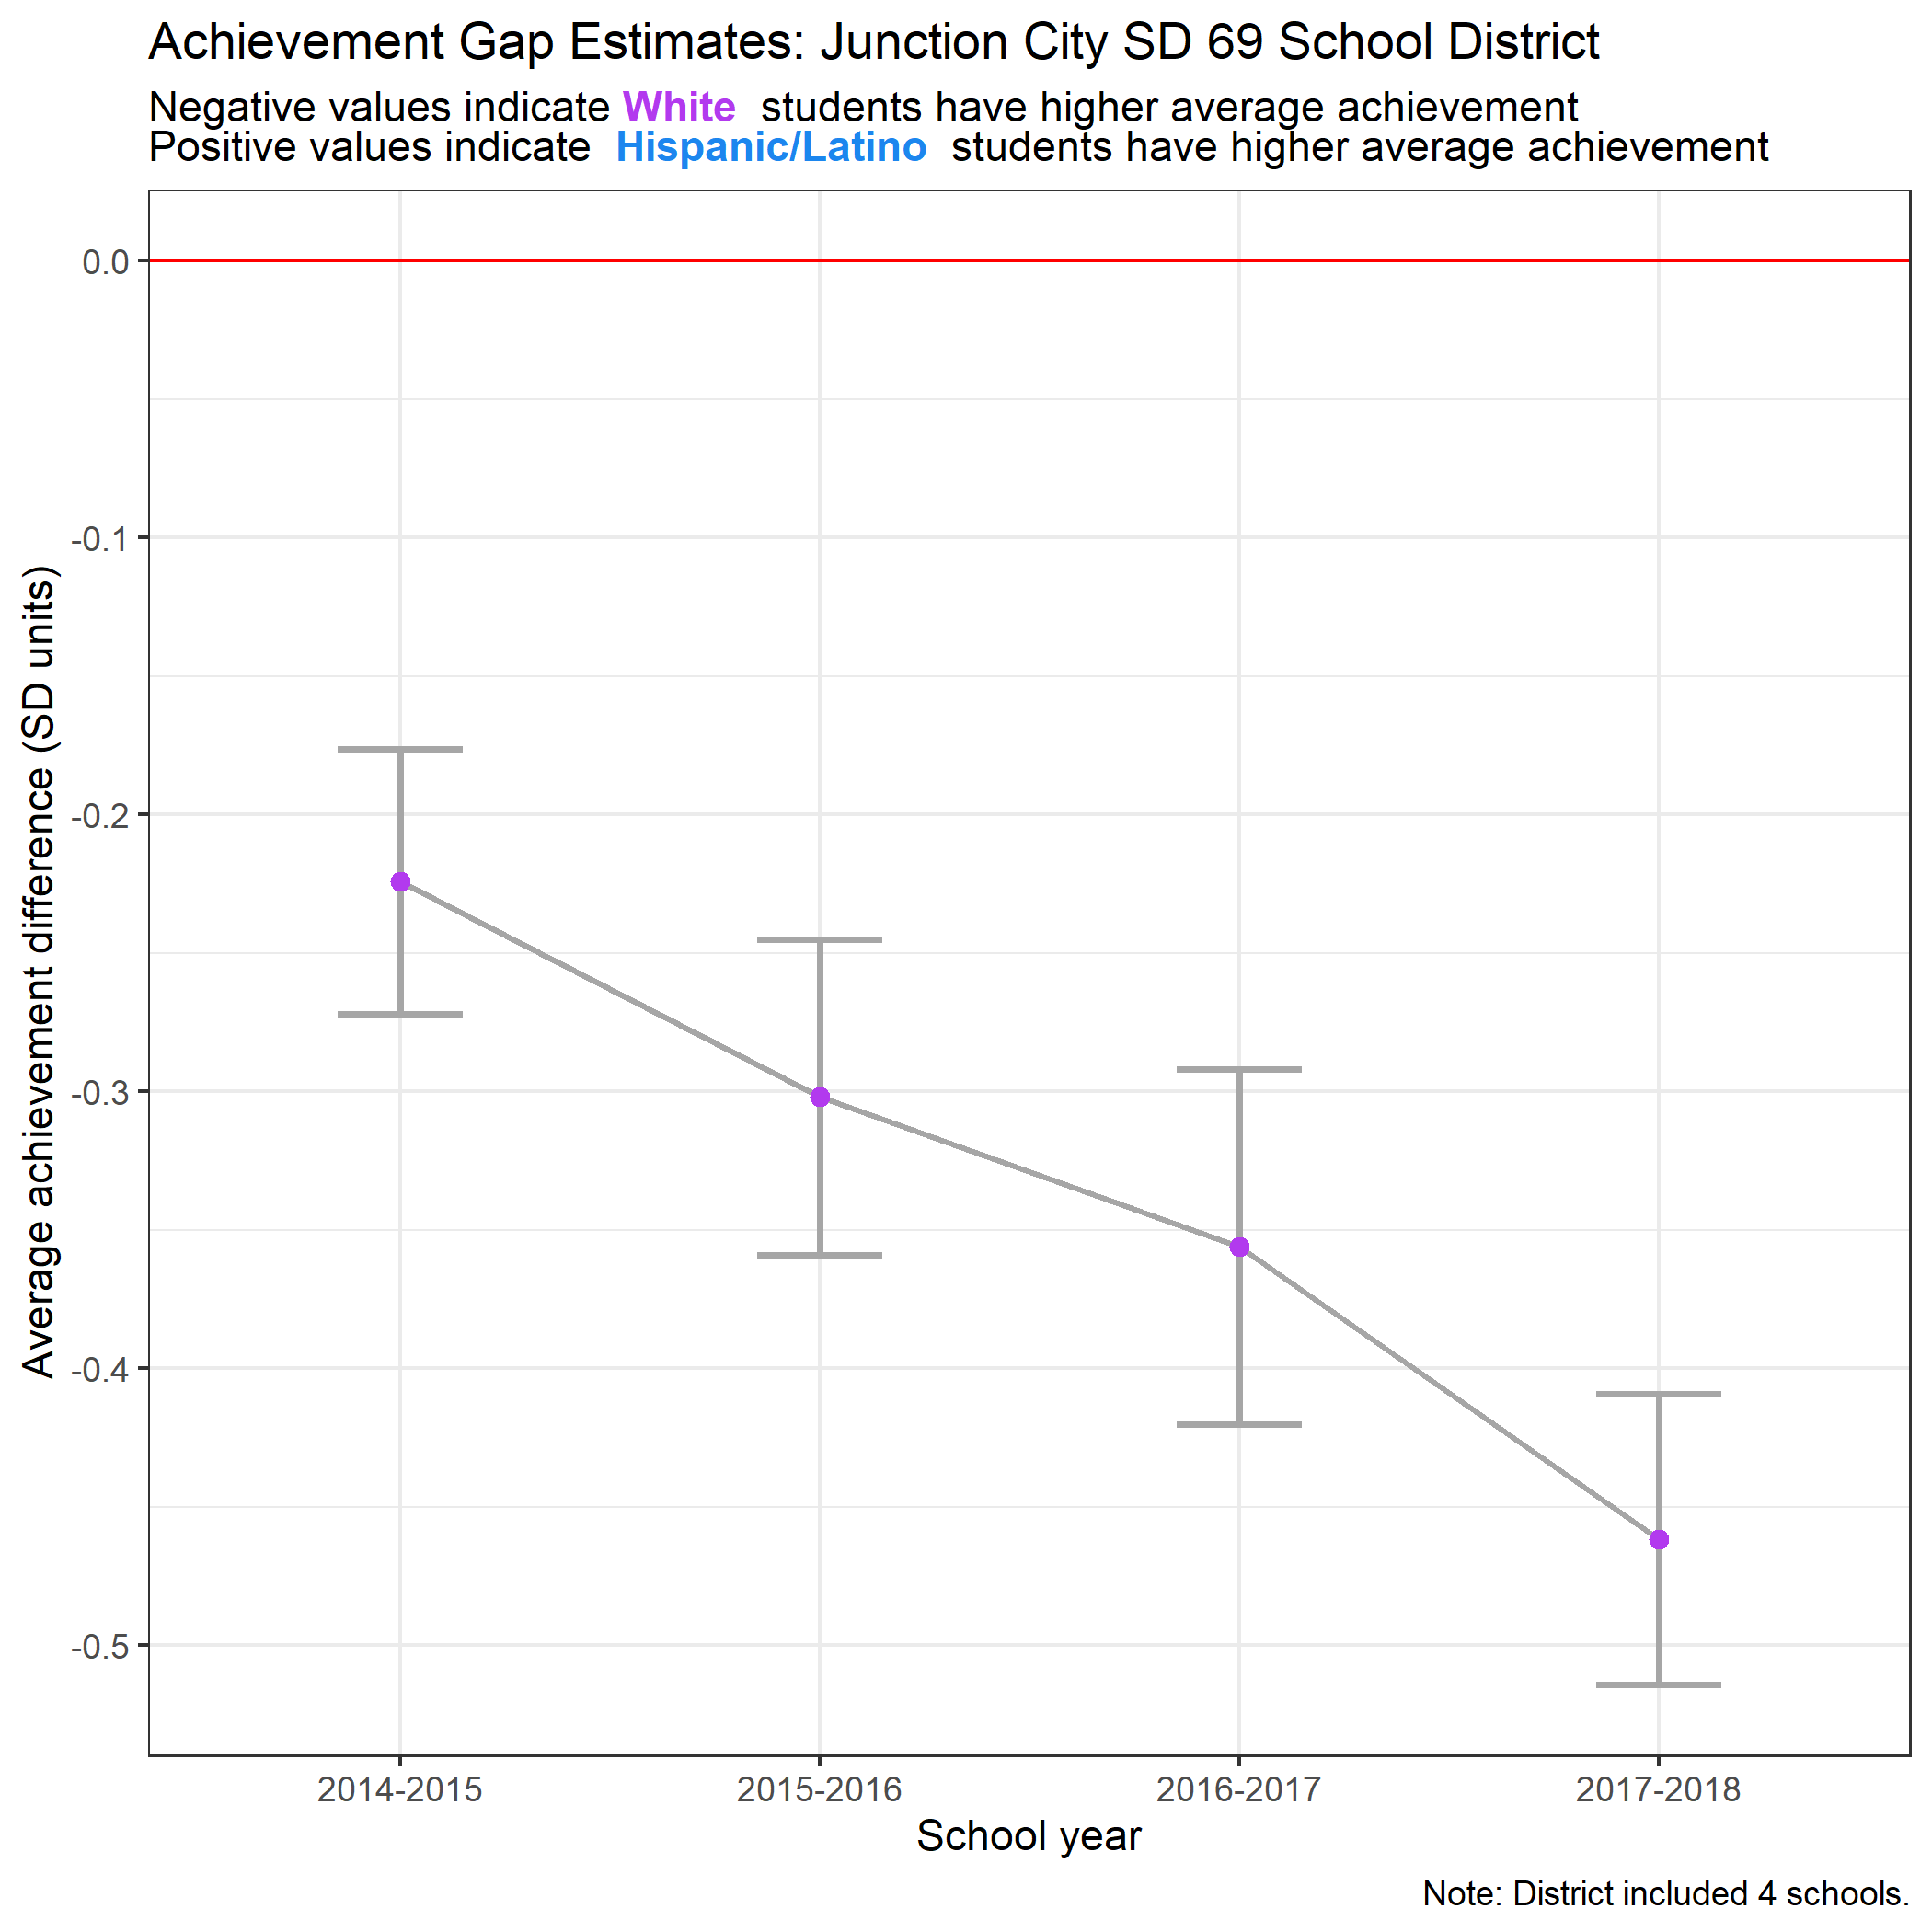 Achievement Gap Estimates: Junction City SD 69 School District
Negative values indicate White students have higher average achievement
Positive values indicate Hispanic/Latino students have higher average achievement
Average achievement difference (SD units)
0.0
-0.1
-0.2
-0.3
-0.4
-0.5
2014-2015 2015-2016 2016-2017 2017-2018
School year
Note: District included 4 schools.